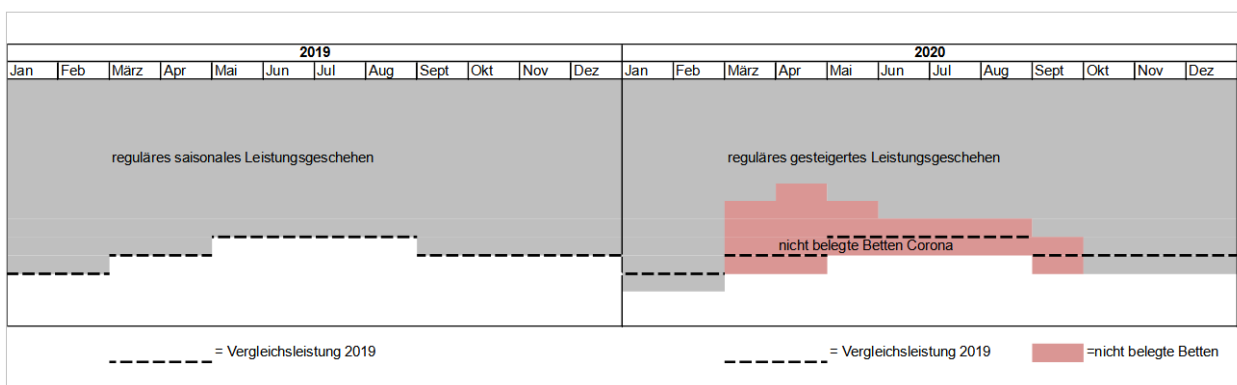 2019 2020
Jan Feb März Apr Mai Jun Jul Aug Sept Okt Nov Dez Jan Feb März Apr Mai Jun Jul Aug Sept Okt Nov Dez
reguläres saisonales Leistungsgeschehen reguläres gesteigertes Leistungsgeschehen
nicht belegte Betten Corona
= Vergleichsleistung 2019 = Vergleichsleistung 2019 =nicht belegte Betten